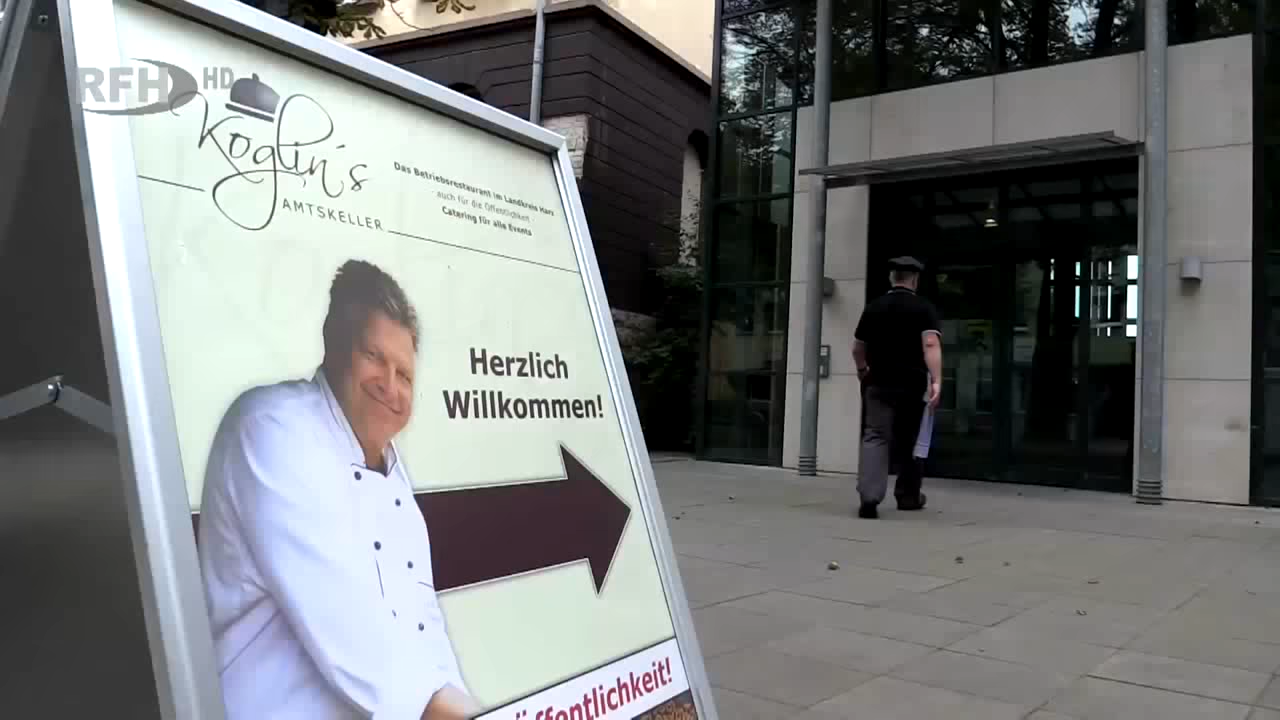 RFH HD
Koglin's
AMTSKELLER
Das Betriebsrestaurant im Landkreis Harz
- auch für die Öffentlichkeit -
Catering für alle Events
Herzlich
Willkommen!
Öffentlichkeit!